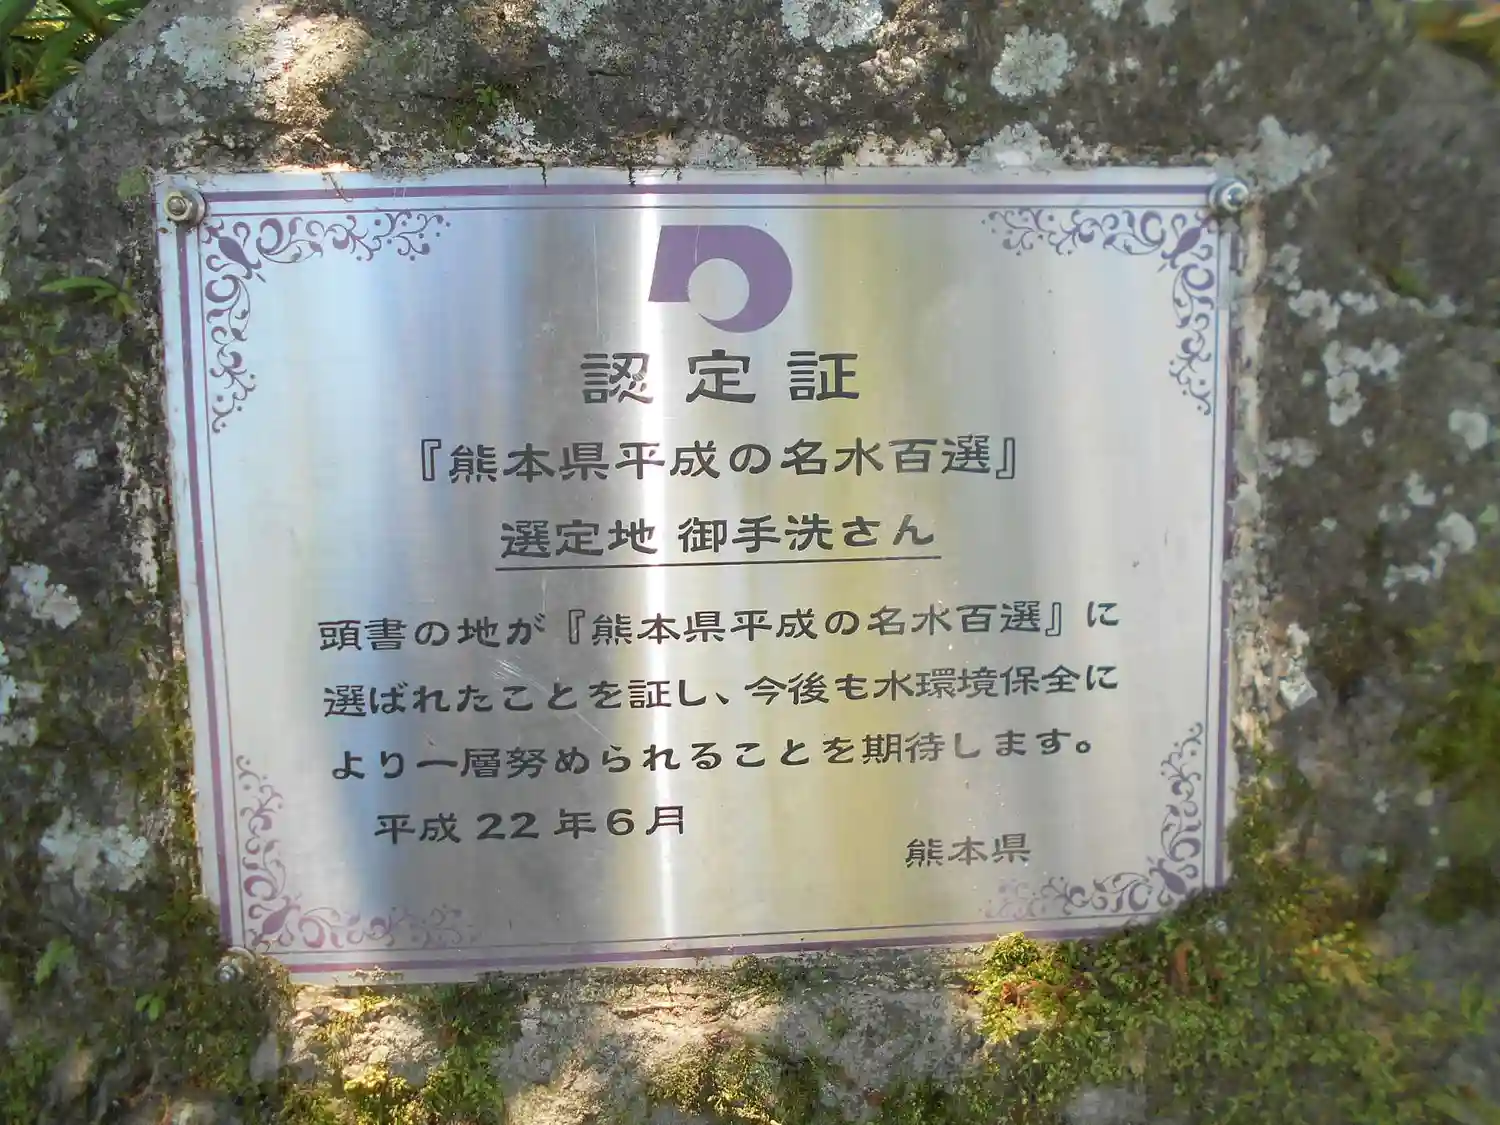 認定証
『熊本県平成の名水百選』
選定地 御手洗さん
頭書の地が『熊本県平成の名水百選』に
選ばれたことを証し、今後も水環境保全に
より一層努められることを期待します。
平成22年6月
熊本県